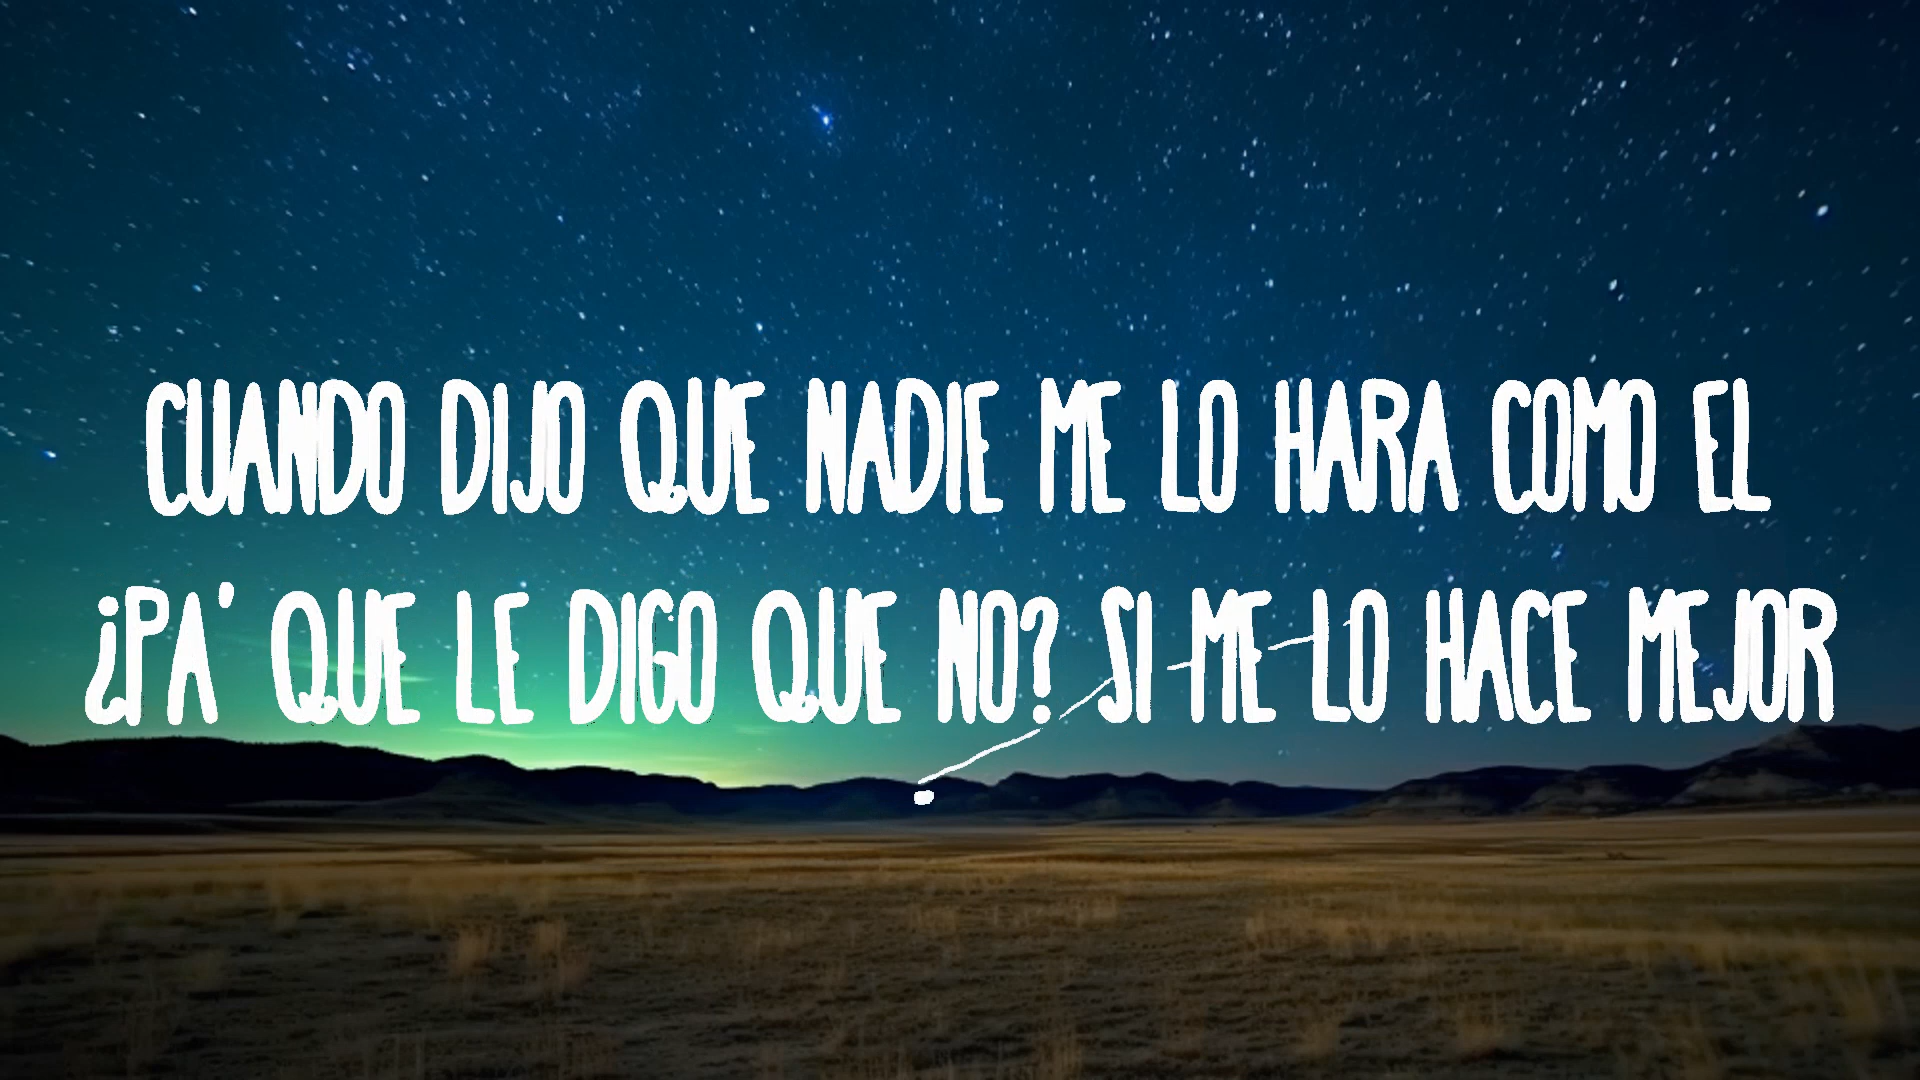 CUANDO DIJO QUE NADIE ME LO HARA COMO EL
¿PA' QUE LE DIGO QUE NO? SI ME LO HACE MEJOR